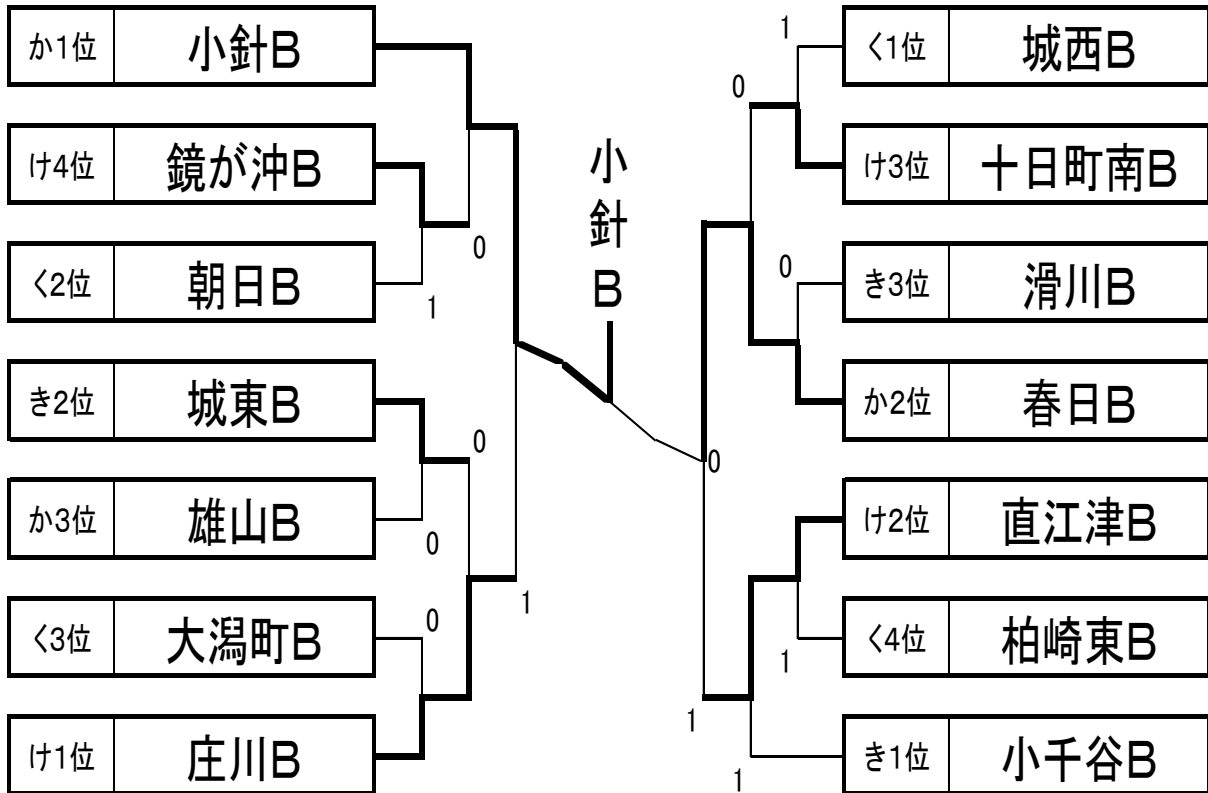 か1位 小針B
け4位 鏡が沖B
く2位 朝日B
き2位 城東B
か3位 雄山B
く3位 大潟町B
け1位 庄川B
0
1
0
0
0
1
小針B
0
1
0
0
1
1
1
く1位 城西B
け3位 十日町南B
き3位 滑川B
か2位 春日B
け2位 直江津B
く4位 柏崎東B
き1位 小千谷B